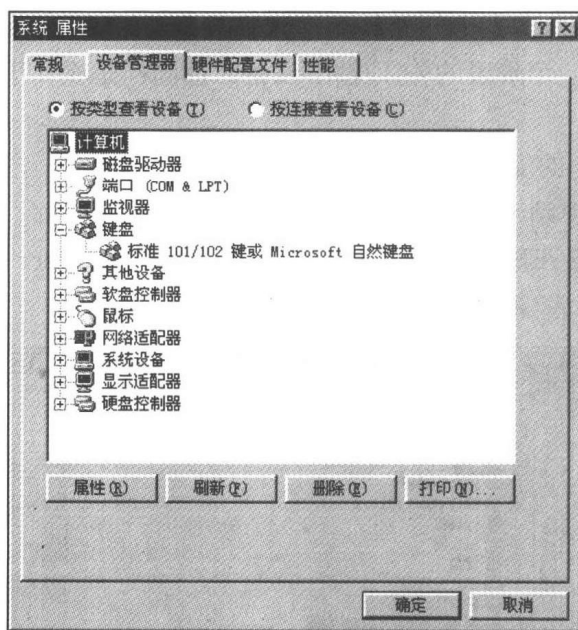 系统 属性
常规 设备管理器 硬件配置文件 性能
按类型查看设备(T) 按连接查看设备(C)
计算机
磁盘驱动器
端口 (COM & LPT)
监视器
键盘
标准 101/102 键或 Microsoft 自然键盘
其他设备
软盘控制器
鼠标
网络适配器
系统设备
显示适配器
硬盘控制器
属性(R) 刷新(F) 删除(E) 打印(N)...
确定 取消